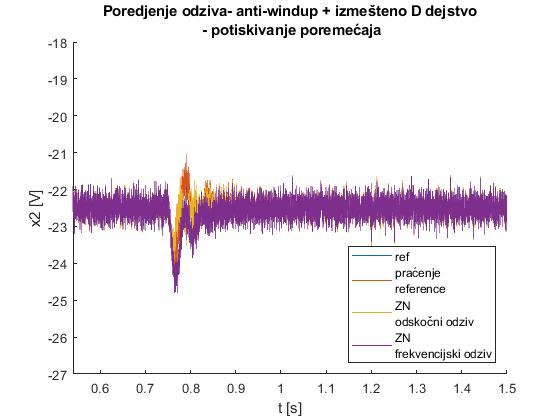 Poredjenje odziva- anti-windup + izmešteno D dejstvo
- potiskivanje poremećaja
-18
-19
-20
-21
-22
-23
-24
-25
-26
-27
x2 [V]
ref
praćenje
reference
ZN
odskočni odziv
ZN
frekvencijski odziv
0.6 0.7 0.8 0.9 1 1.1 1.2 1.3 1.4 1.5
t [s]